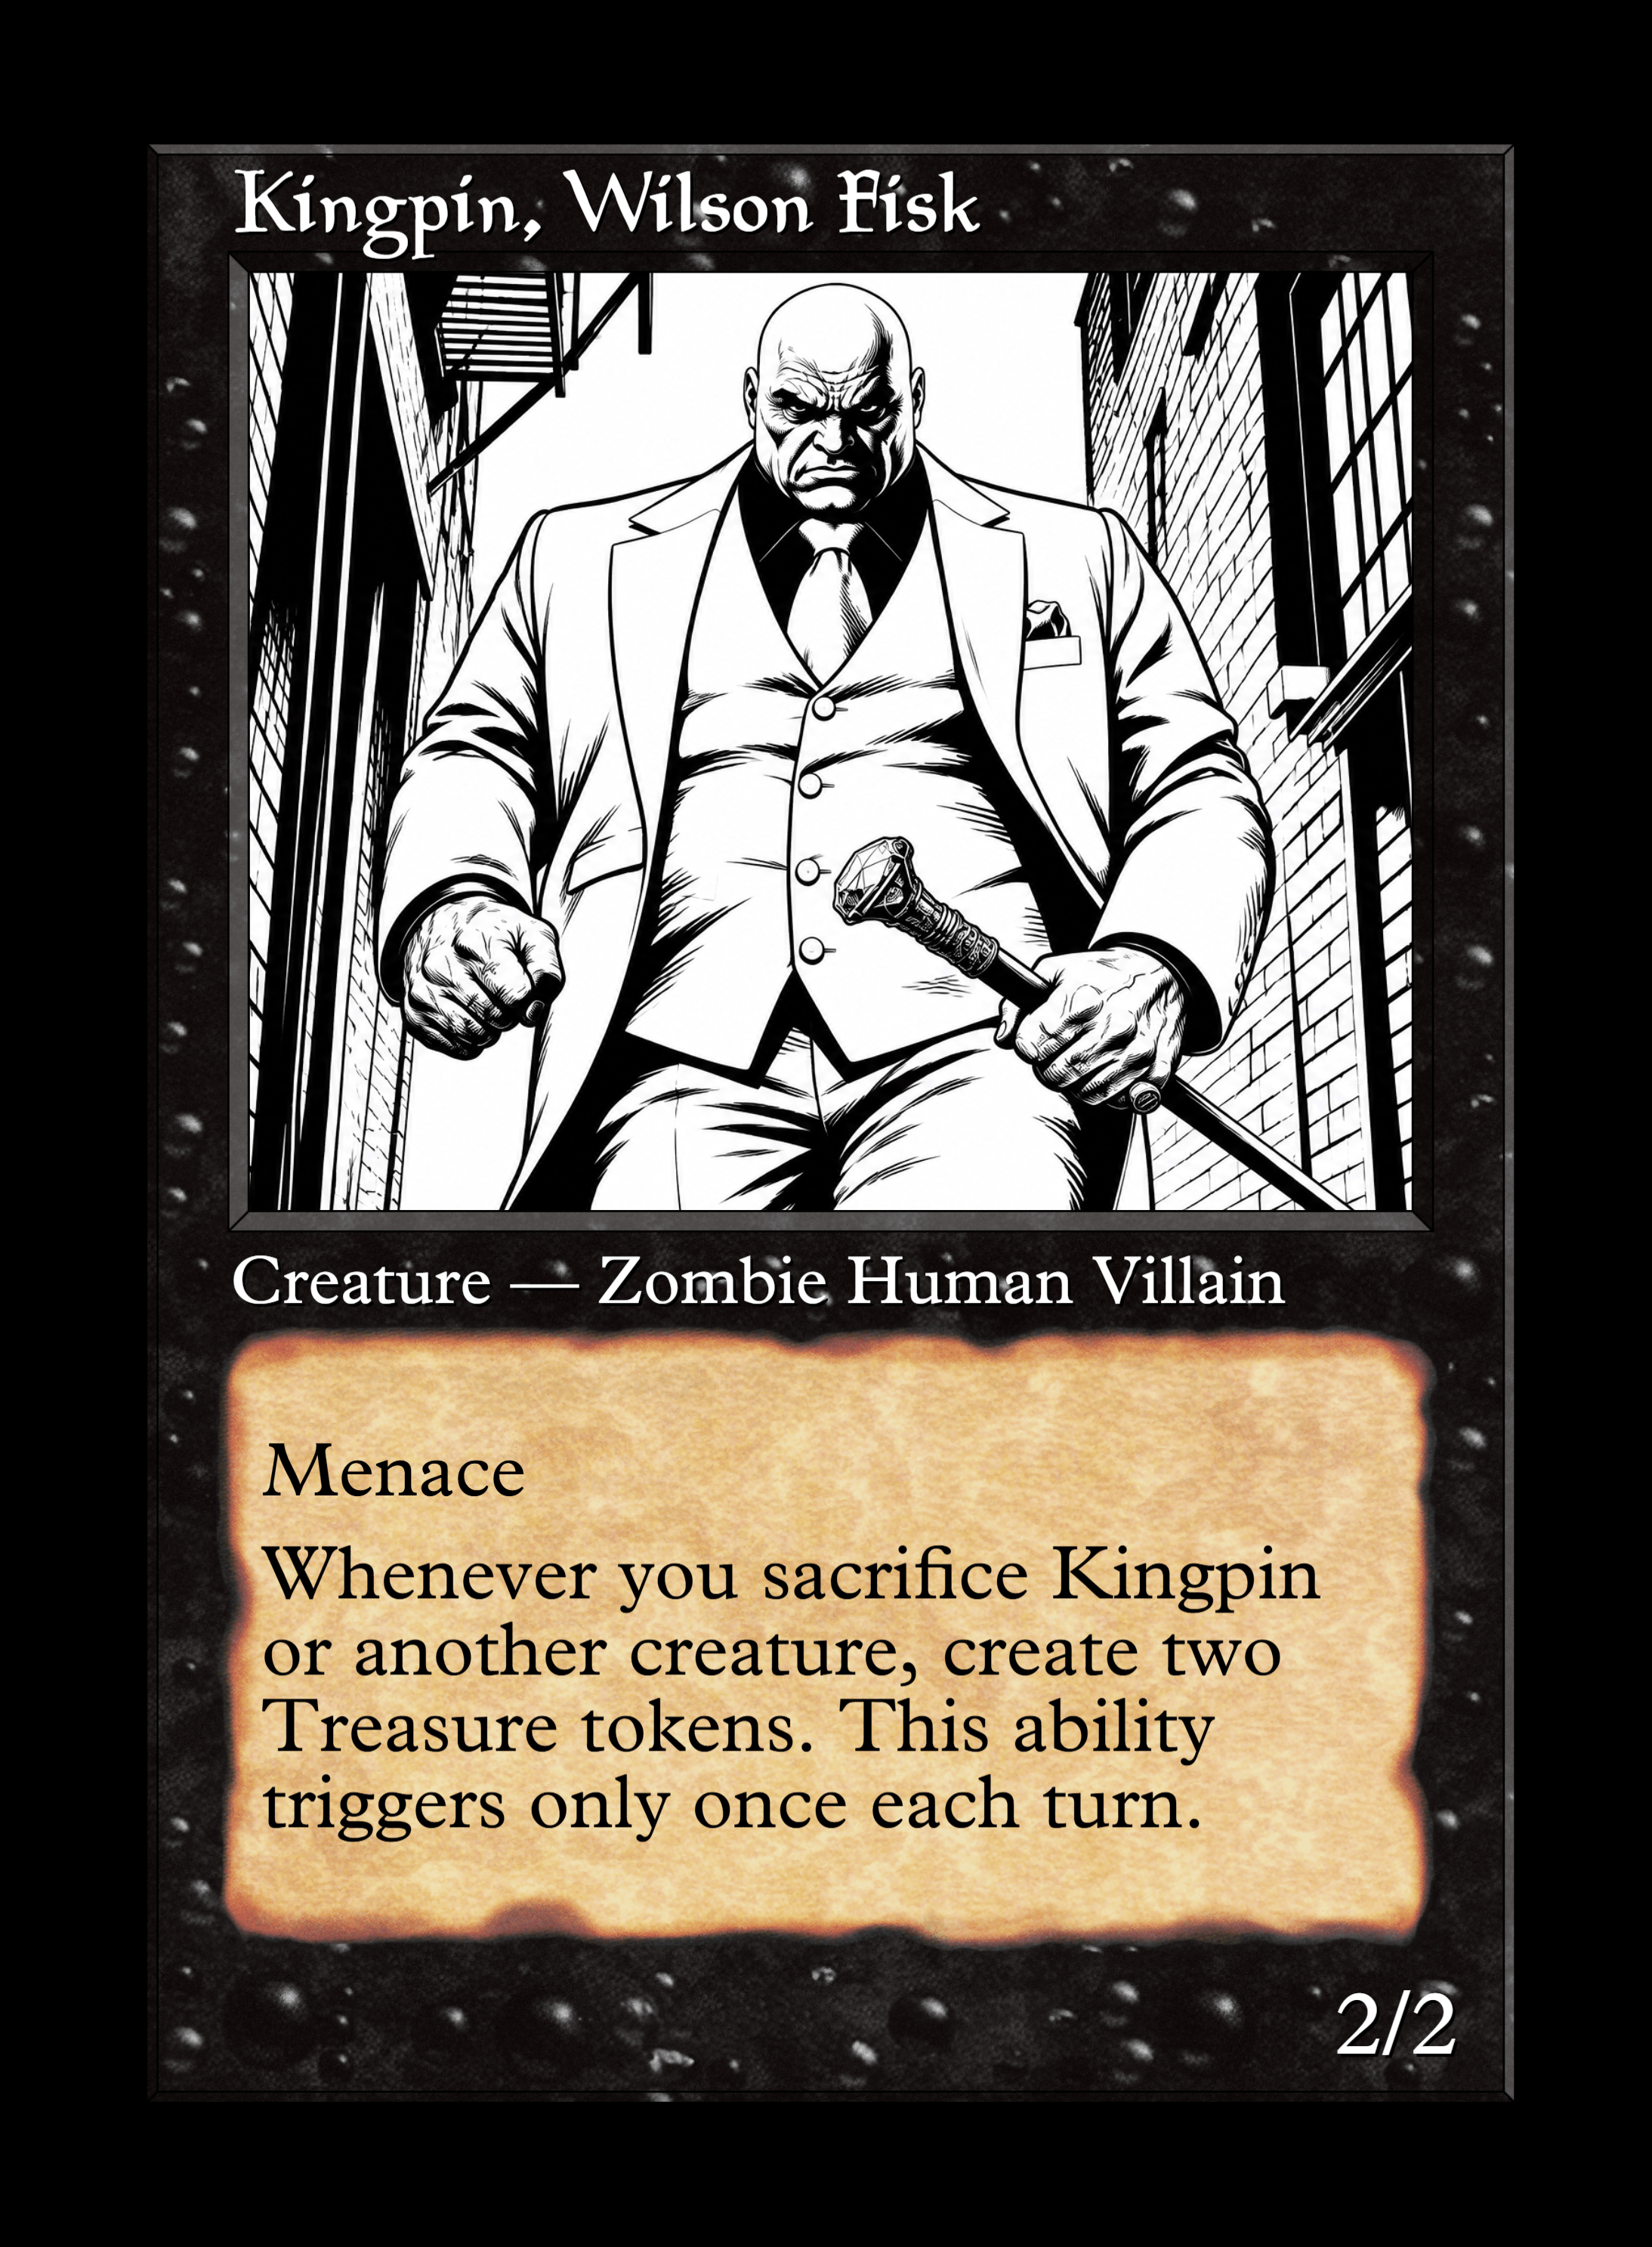 Kingpin, Wilson Fisk
Creature — Zombie Human Villain
Menace
Whenever you sacrifice Kingpin
or another creature, create two
Treasure tokens. This ability
triggers only once each turn.
2/2